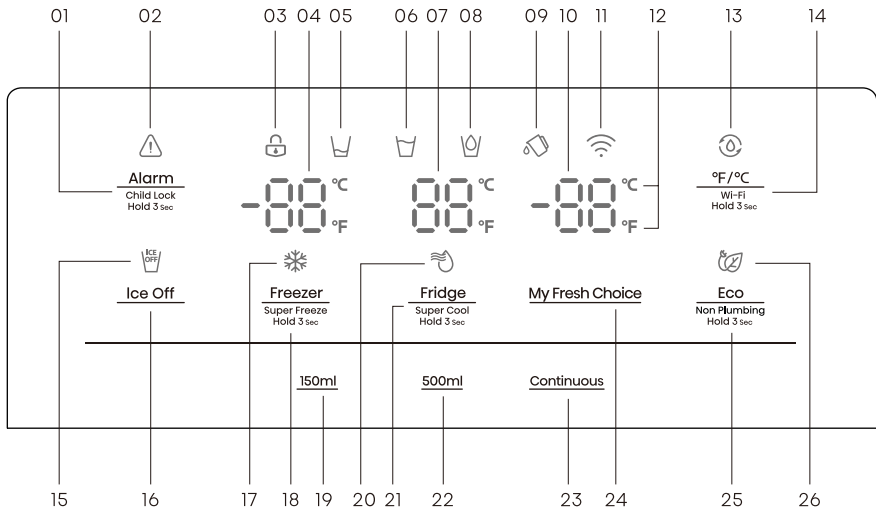 01 02 03 04 05 06 07 08 09 10 11 12 13 14
Alarm
Child Lock
Hold 3 Sec
-88 °C
°F
88 °C
°F
-88 °C
°F
°F/°C
Wi-Fi
Hold 3 Sec
ICE
OFF
Ice Off
Freezer
Super Freeze
Hold 3 Sec
Fridge
Super Cool
Hold 3 Sec
My Fresh Choice
Eco
Non Plumbing
Hold 3 Sec
150ml 500ml Continuous
15 16 17 18 19 20 21 22 23 24 25 26